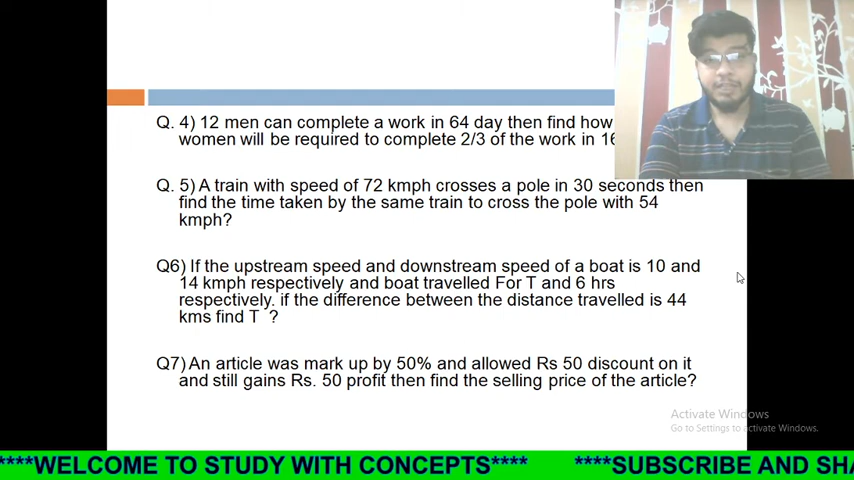 Q. 4) 12 men can complete a work in 64 day then find how
women will be required to complete 2/3 of the work in
Q. 5) A train with speed of 72 kmph crosses a pole in 30 seconds then
find the time taken by the same train to cross the pole with 54
kmph?
Q6) If the upstream speed and downstream speed of a boat is 10 and
14 kmph respectively and boat travelled For T and 6 hrs
respectively. if the difference between the distance travelled is 44
kms find T ?
Q7) An article was mark up by 50% and allowed Rs 50 discount on it
and still gains Rs. 50 profit then find the selling price of the article?
Activate Windows
Go to Settings to activate Windows.
****WELCOME TO STUDY WITH CONCEPTS**** ****SUBSCRIBE AND SHA